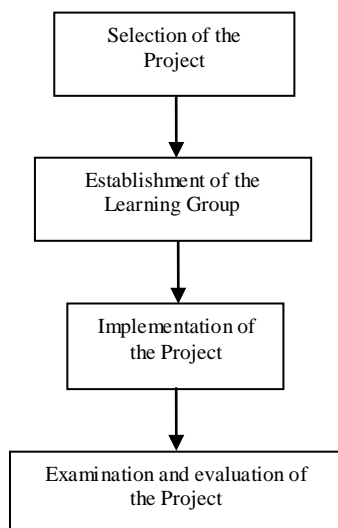 Selection of the
Project
Establishment of the
Learning Group
Implementation of
the Project
Examination and evaluation of
the Project